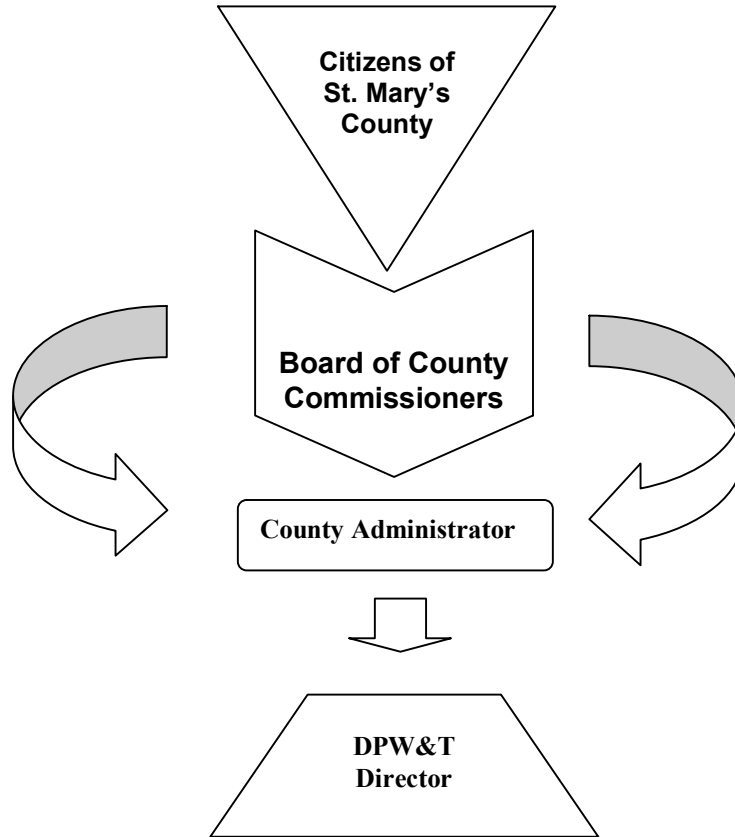 Citizens of
St. Mary’s
County
Board of County
Commissioners
County Administrator
DPW&T
Director